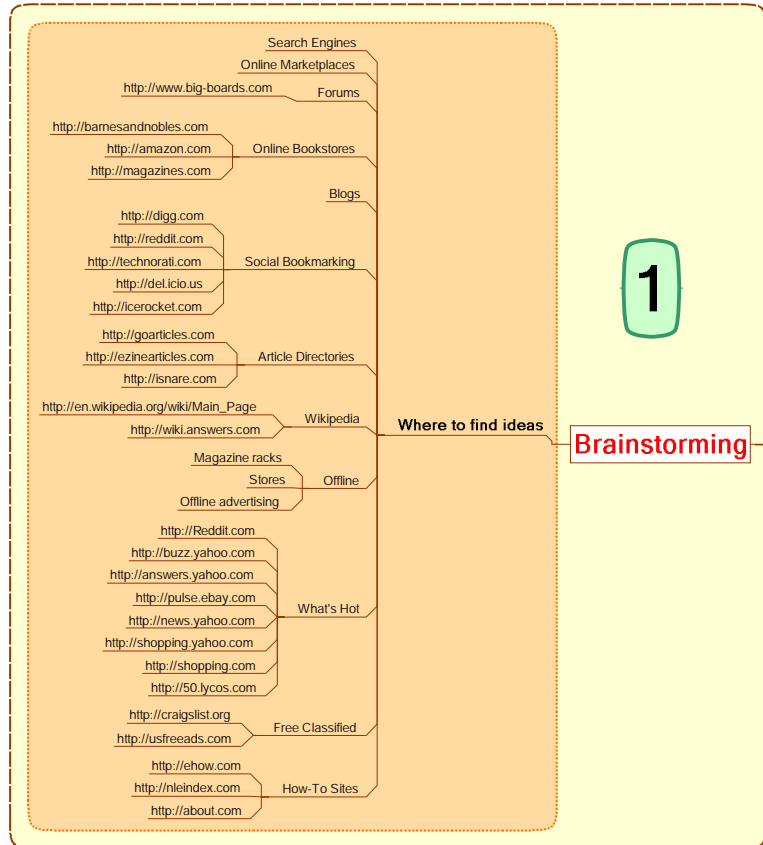 Search Engines
Online Marketplaces
http://www.big-boards.com
Forums
http://barnesandnobles.com
http://amazon.com
Online Bookstores
http://magazines.com
Blogs
http://digg.com
http://reddit.com
http://technorati.com
Social Bookmarking
http://del.icio.us
http://icerocket.com
http://goarticles.com
http://ezinearticles.com
Article Directories
http://isnare.com
http://en.wikipedia.org/wiki/Main_Page
Wikipedia
http://wiki.answers.com
Magazine racks
Stores
Offline
Offline advertising
http://Reddit.com
http://buzz.yahoo.com
http://answers.yahoo.com
http://pulse.ebay.com
What's Hot
http://news.yahoo.com
http://shopping.yahoo.com
http://shopping.com
http://50.lycos.com
http://craigslist.org
Free Classified
http://usfreeads.com
http://ehow.com
http://nleindex.com
How-To Sites
http://about.com
Where to find ideas
1
Brainstorming